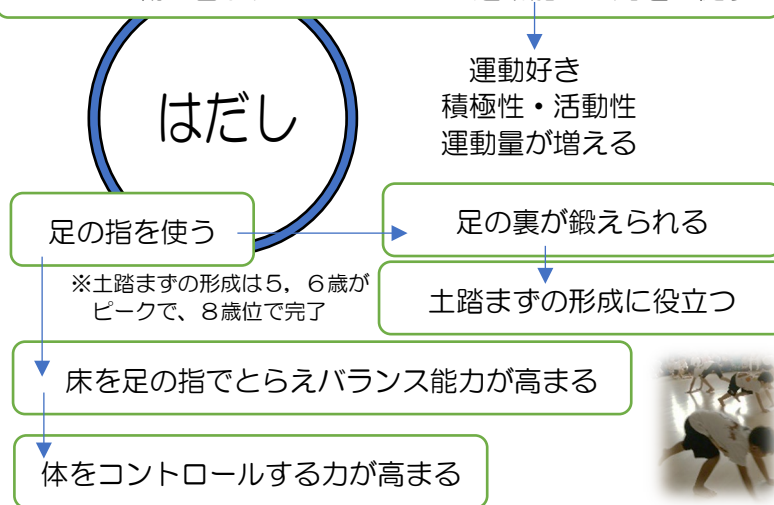 運動好き
積極性・活動性
運動量が増える
はだし
足の指を使う
足の裏が鍛えられる
※土踏まずの形成は5，6歳が
ピークで、8歳位で完了
土踏まずの形成に役立つ
床を足の指でとらえバランス能力が高まる
体をコントロールする力が高まる